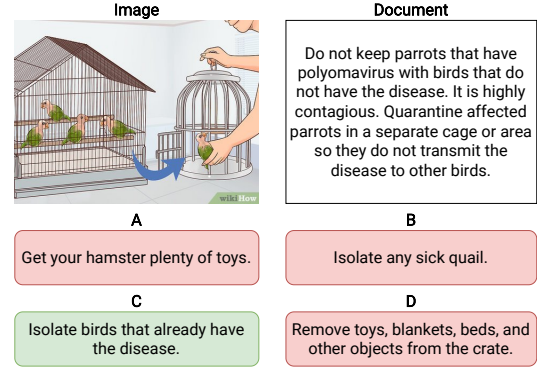 Image
Document
wikiHow
Do not keep parrots that have
polyomavirus with birds that do
not have the disease. It is highly
contagious. Quarantine affected
parrots in a separate cage or area
so they do not transmit the
disease to other birds.
A
B
Get your hamster plenty of toys.
Isolate any sick quail.
C
D
Isolate birds that already have
the disease.
Remove toys, blankets, beds, and
other objects from the crate.